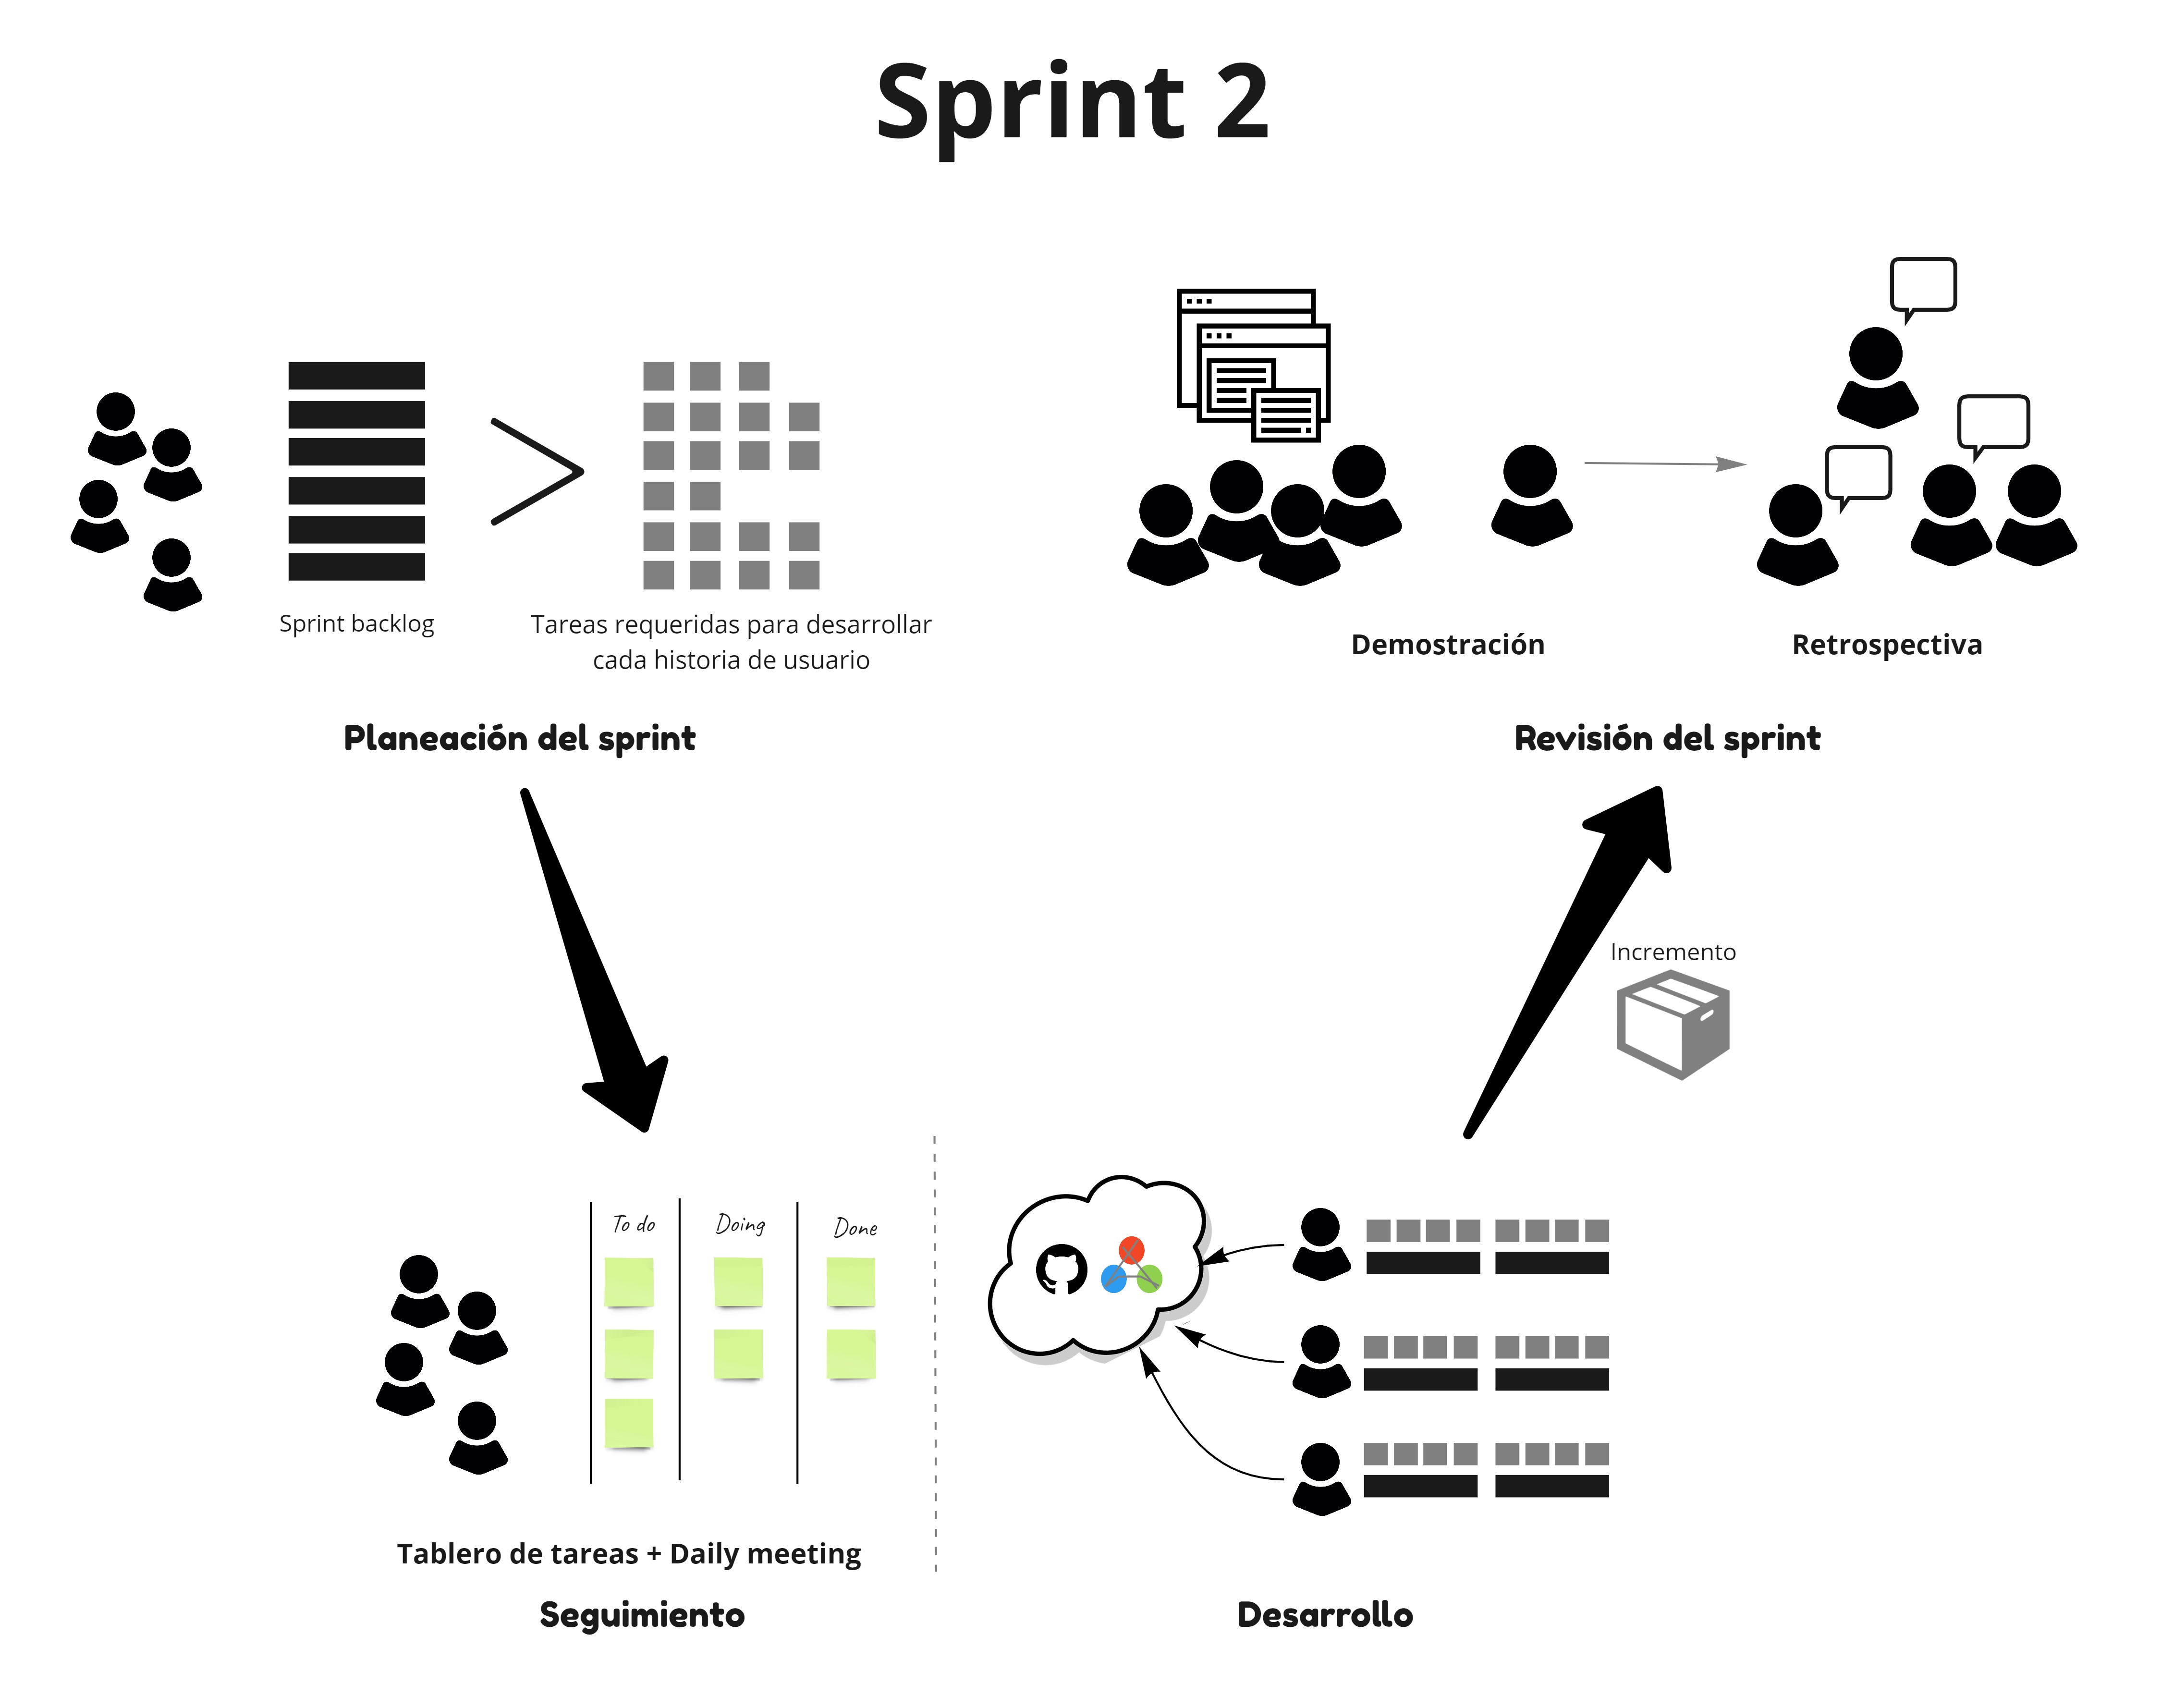 Sprint 2
Sprint backlog
Tareas requeridas para desarrollar
cada historia de usuario
Planeación del sprint
Demostración
Retrospectiva
Revisión del sprint
Incremento
To do
Doing
Done
Tablero de tareas + Daily meeting
Seguimiento
Desarrollo